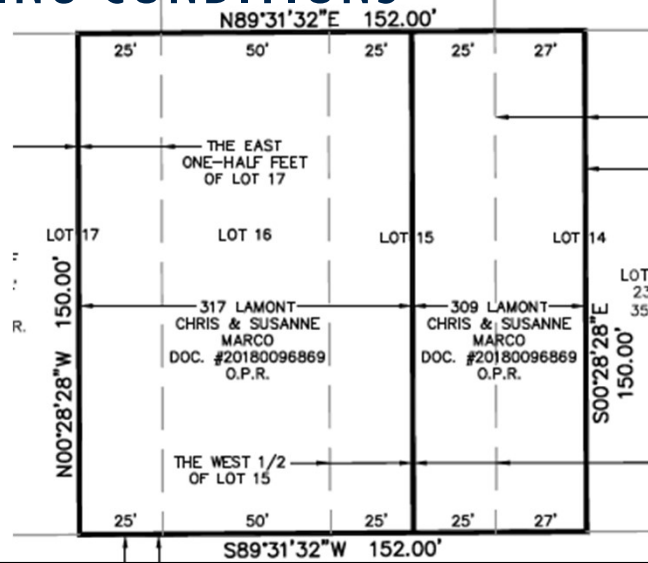 N89°31'32"E 152.00'
25' 50' 25' 25' 27'
THE EAST
ONE-HALF FEET
OF LOT 17
LOT 17 LOT 16 LOT 15 LOT 14
LOT
23
35
R.
N00°28'28"W 150.00'
317 LAMONT
CHRIS & SUSANNE
MARCO
DOC. #20180096869
O.P.R.
309 LAMONT
CHRIS & SUSANNE
MARCO
DOC. #20180096869
O.P.R.
S00°28'28"E
150.00'
THE WEST 1/2
OF LOT 15
25' 50' 25' 25' 27'
S89°31'32"W 152.00'